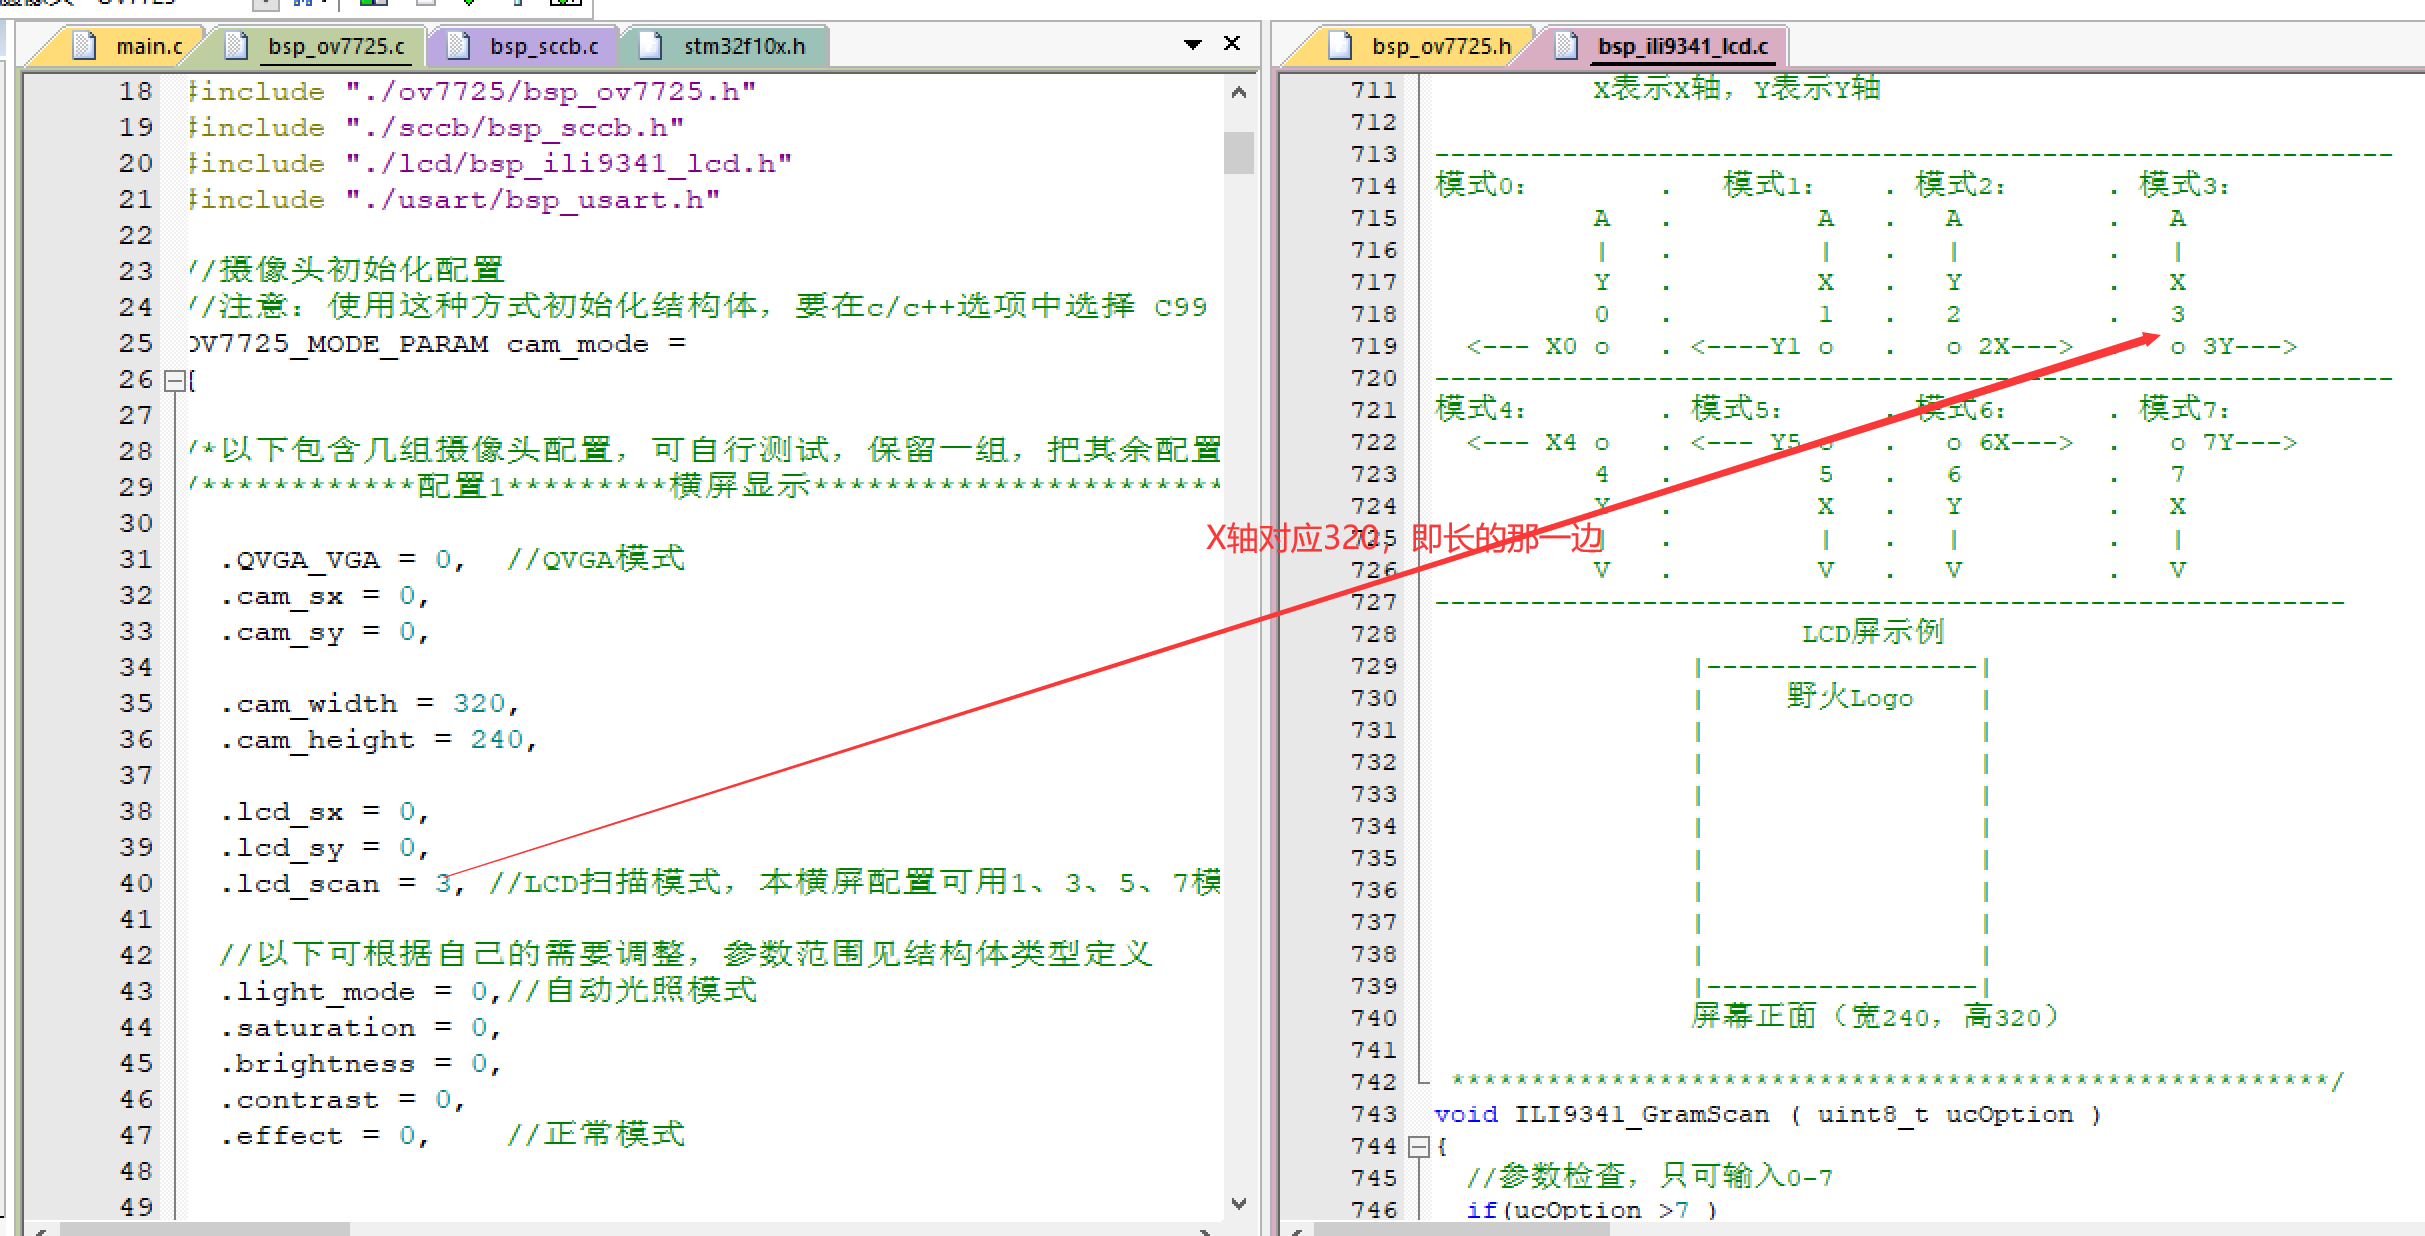 main.c bsp_ov7725.c bsp_sccb.c stm32f10x.h
18 #include "./ov7725/bsp_ov7725.h"
19 #include "./sccb/bsp_sccb.h"
20 #include "./lcd/bsp_ili9341_lcd.h"
21 #include "./usart/bsp_usart.h"
22
23 //摄像头初始化配置
24 //注意：使用这种方式初始化结构体，要在c/c++选项中选择 C99
25 OV7725_MODE_PARAM cam_mode =
26 {
27
28 /*以下包含几组摄像头配置，可自行测试，保留一组，把其余配置
29 /************配置1*********横屏显示***********************
30
31 .QVGA_VGA = 0, //QVGA模式
32 .cam_sx = 0,
33 .cam_sy = 0,
34
35 .cam_width = 320,
36 .cam_height = 240,
37
38 .lcd_sx = 0,
39 .lcd_sy = 0,
40 .lcd_scan = 3, //LCD扫描模式，本横屏配置可用1、3、5、7模
41
42 //以下可根据自己的需要调整，参数范围见结构体类型定义
43 .light_mode = 0,//自动光照模式
44 .saturation = 0,
45 .brightness = 0,
46 .contrast = 0,
47 .effect = 0, //正常模式
48
49
X轴对应320，即长的那一边
bsp_ov7725.h bsp_ili9341_lcd.c
711 X表示X轴，Y表示Y轴
712
713 ------------------------------------------------------------
714 模式0： . 模式1： . 模式2： . 模式3：
715 A . A . A . A
716 | . | . | . |
717 Y . X . Y . X
718 0 . 1 . 2 . 3
719 <--- X0 o . <----Y1 o . o 2X---> . o 3Y--->
720 ------------------------------------------------------------
721 模式4： . 模式5： . 模式6： . 模式7：
722 <--- X4 o . <--- Y5 o . o 6X---> . o 7Y--->
723 4 . 5 . 6 . 7
724 Y . X . Y . X
725 | . | . | . |
726 V . V . V . V
727 ---------------------------------------------------------
728 LCD屏示例
729 |-----------------|
730 | 野火Logo |
731 | |
732 | |
733 | |
734 | |
735 | |
736 | |
737 | |
738 | |
739 |-----------------|
740 屏幕正面（宽240，高320）
741
742 *******************************************************/
743 void ILI9341_GramScan ( uint8_t ucOption )
744 {
745 //参数检查，只可输入0-7
746 if(ucOption >7 )